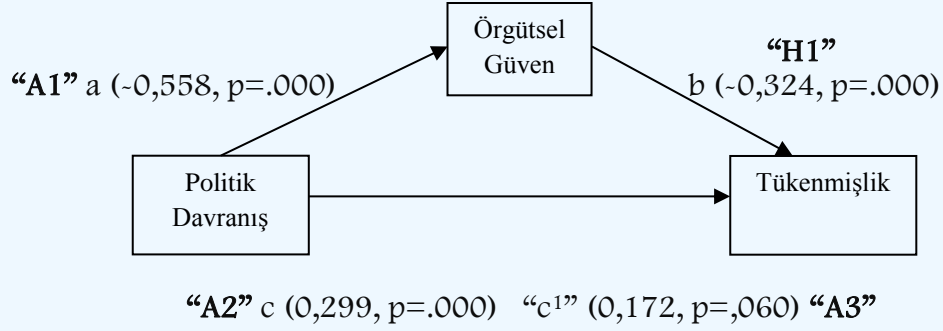 Örgütsel
Güven
“H1”
“A1” a (-0,558, p=.000)
b (-0,324, p=.000)
Politik
Davranış
Tükenmişlik
“A2” c (0,299, p=.000) “c¹” (0,172, p=,060) “A3”